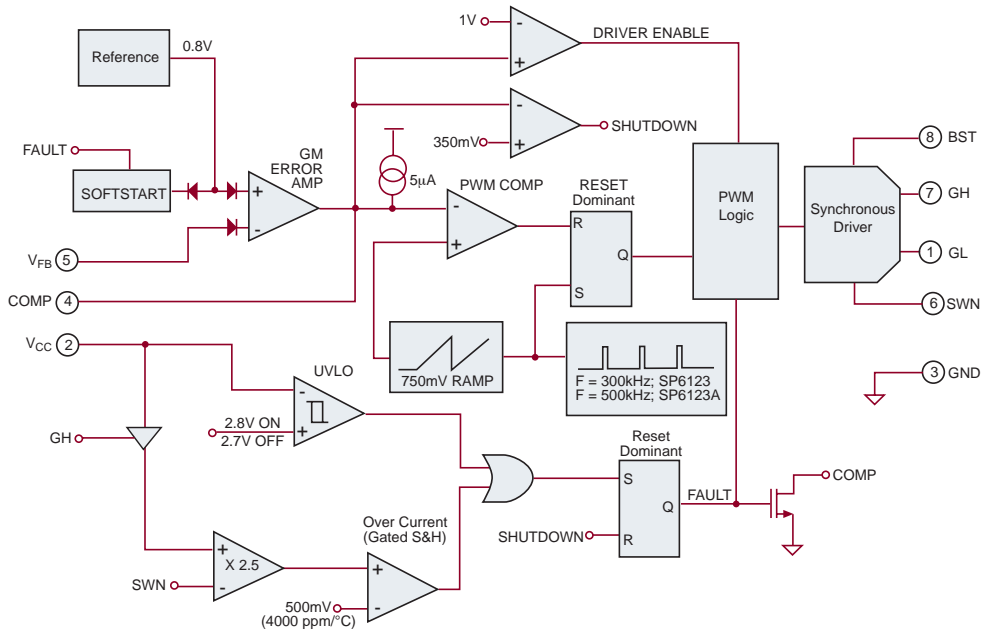 1V
-
+
DRIVER ENABLE
Reference
0.8V
-
350mV
+
SHUTDOWN
8 BST
FAULT
GM
ERROR
AMP
5µA
SOFTSTART
+
-
PWM COMP
-
+
RESET
Dominant
R
Q
S
PWM
Logic
Synchronous
Driver
7 GH
1 GL
VFB 5
COMP 4
6 SWN
VCC 2
750mV RAMP
F = 300kHz; SP6123
F = 500kHz; SP6123A
3 GND
UVLO
-
+
2.8V ON
2.7V OFF
GH
Reset
Dominant
S
Q
R
FAULT
COMP
SHUTDOWN
Over Current
(Gated S&H)
+
X 2.5
-
SWN
+
-
500mV
(4000 ppm/°C)